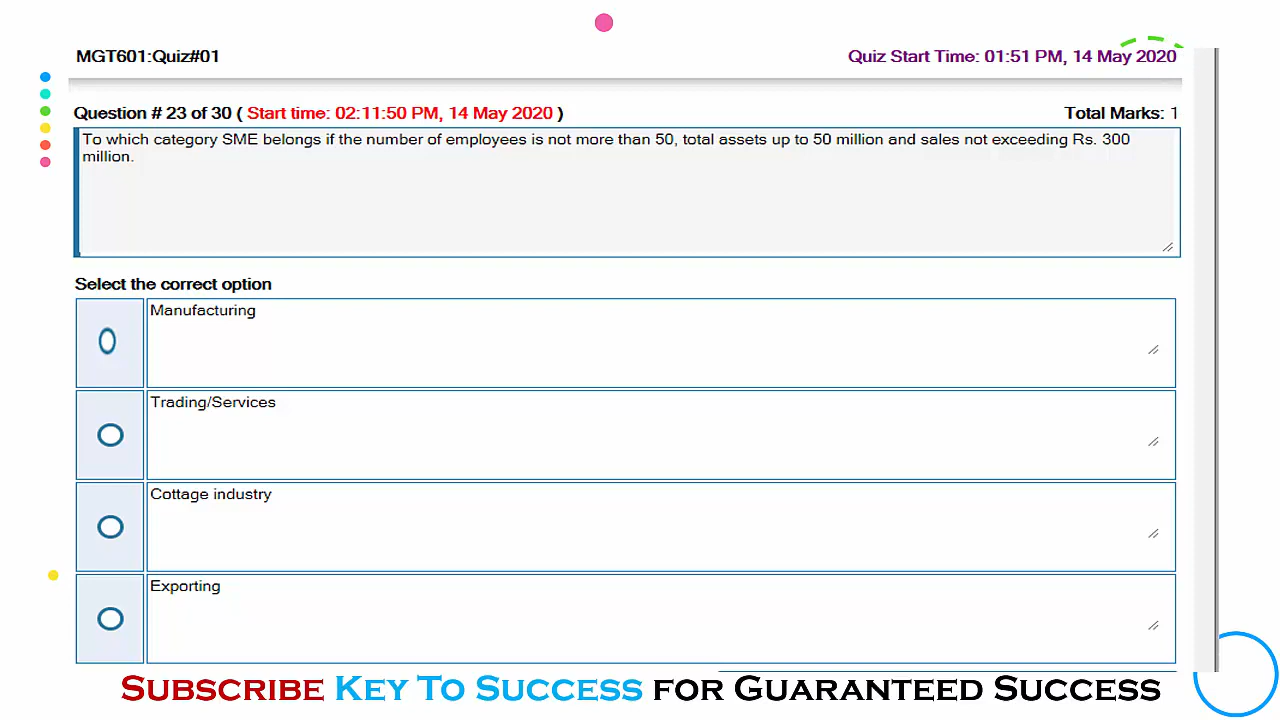 MGT601:Quiz#01
Quiz Start Time: 01:51 PM, 14 May 2020
Question # 23 of 30 ( Start time: 02:11:50 PM, 14 May 2020 )
Total Marks: 1
To which category SME belongs if the number of employees is not more than 50, total assets up to 50 million and sales not exceeding Rs. 300
million.
Select the correct option
Manufacturing
Trading/Services
Cottage industry
Exporting
SUBSCRIBE KEY TO SUCCESS FOR GUARANTEED SUCCESS